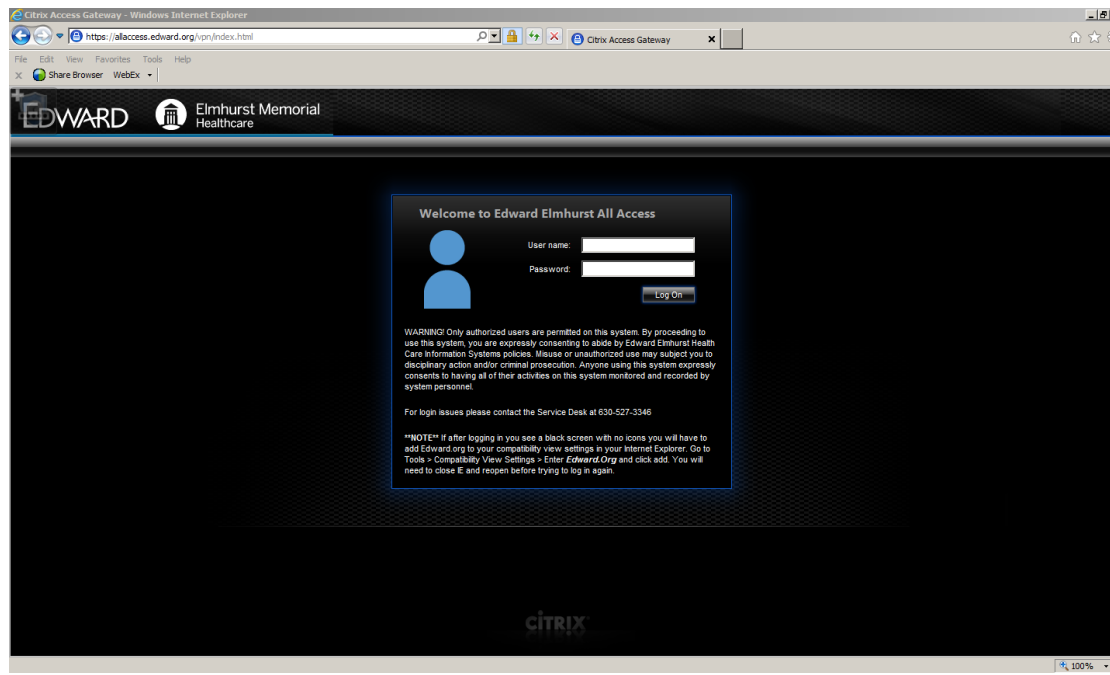 Citrix Access Gateway - Windows Internet Explorer
https://allaccess.edward.org/vpn/index.html
Citrix Access Gateway
File Edit View Favorites Tools Help
x Share Browser WebEx
EDWARD
Elmhurst Memorial
Healthcare
Welcome to Edward Elmhurst All Access
User name:
Password:
Log On
WARNING! Only authorized users are permitted on this system. By proceeding to
use this system, you are expressly consenting to abide by Edward Elmhurst Health
Care Information Systems policies. Misuse or unauthorized use may subject you to
disciplinary action and/or criminal prosecution. Anyone using this system expressly
consents to having all of their activities on this system monitored and recorded by
system personnel.
For login issues please contact the Service Desk at 630-527-3346
**NOTE** If after logging in you see a black screen with no icons you will have to
add Edward.org to your compatibility view settings in your Internet Explorer. Go to
Tools > Compatibility View Settings > Enter Edward.Org and click add. You will
need to close IE and reopen before trying to log in again.
CITRIX
100%